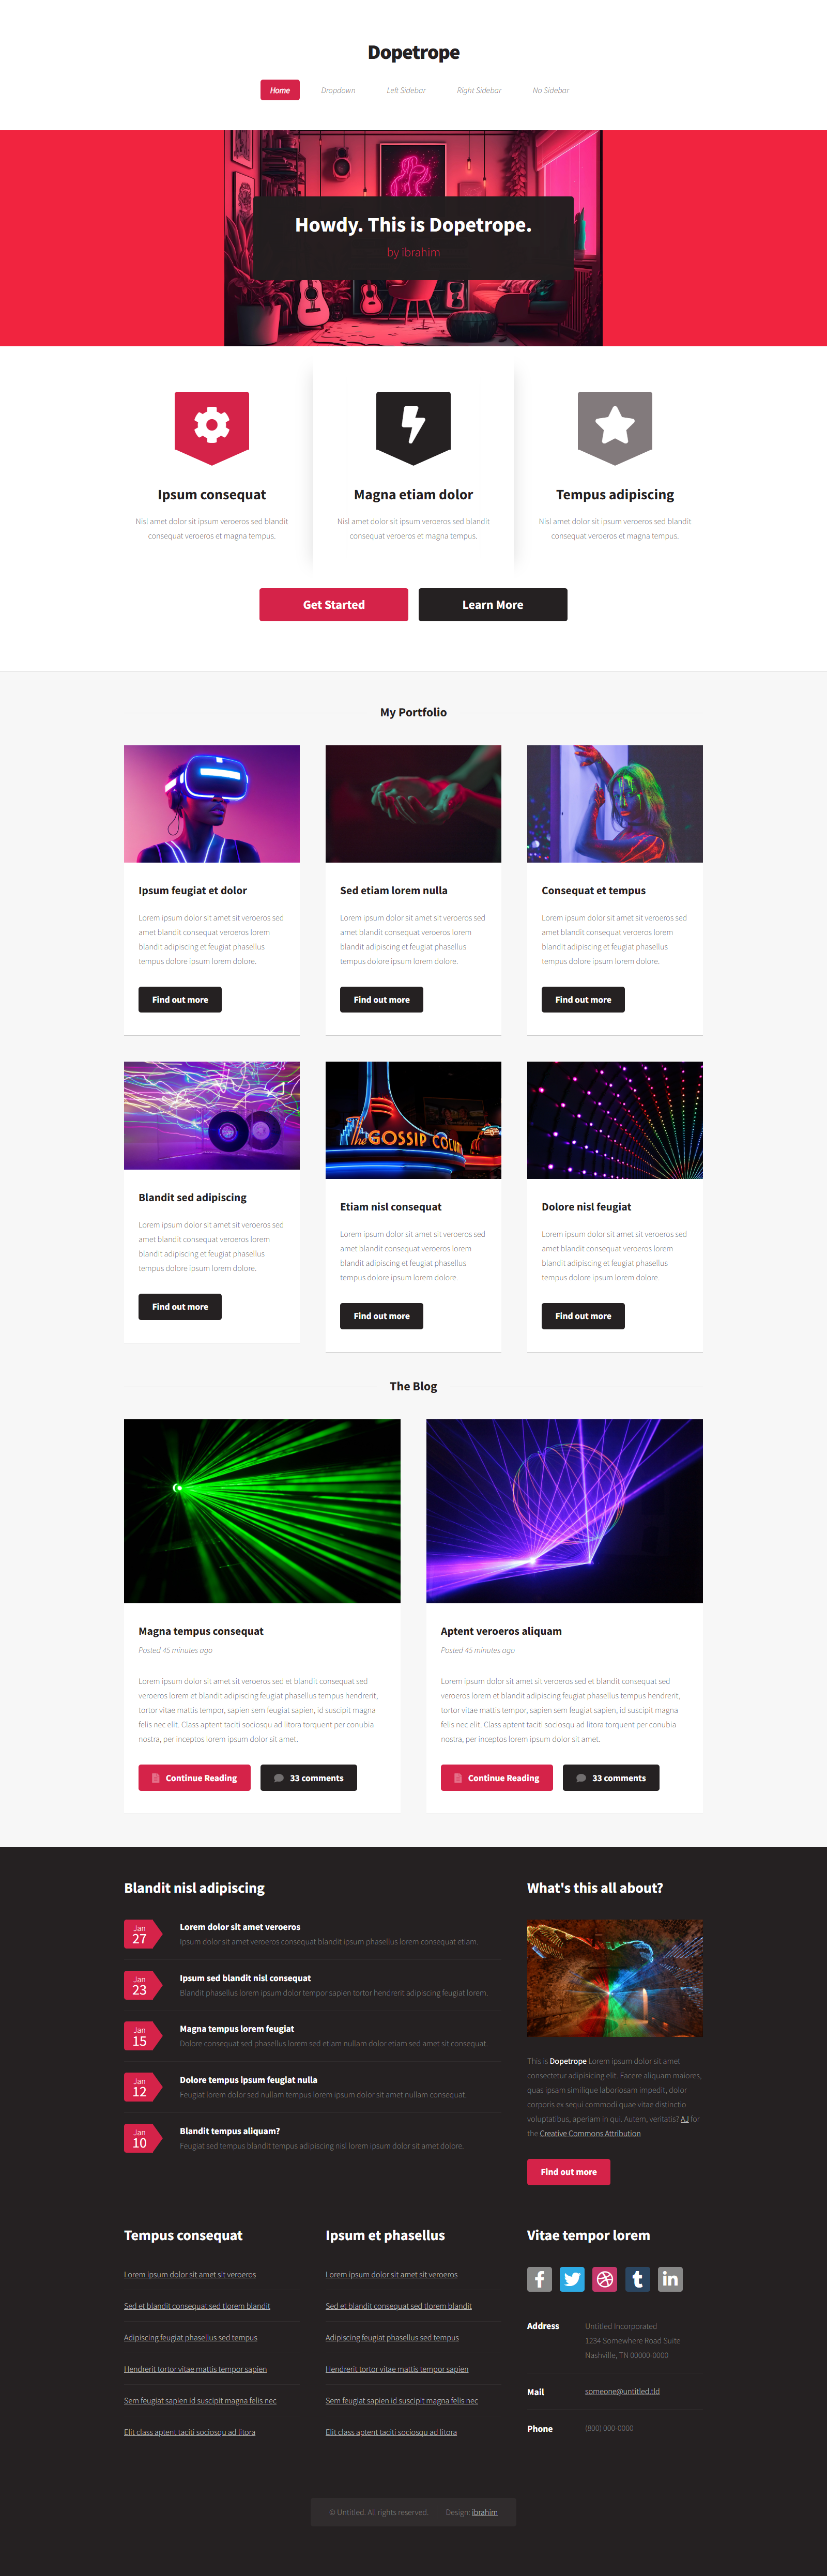 Dopetrope
Home Dropdown Left Sidebar Right Sidebar No Sidebar
Howdy. This is Dopetrope.
by ibrahim
Ipsum consequat
Nisl amet dolor sit ipsum veroeros sed blandit
consequat veroeros et magna tempus.
Magna etiam dolor
Nisl amet dolor sit ipsum veroeros sed blandit
consequat veroeros et magna tempus.
Tempus adipiscing
Nisl amet dolor sit ipsum veroeros sed blandit
consequat veroeros et magna tempus.
Get Started
Learn More
My Portfolio
Ipsum feugiat et dolor
Lorem ipsum dolor sit amet sit veroeros sed
amet blandit consequat veroeros lorem
blandit adipiscing et feugiat phasellus
tempus dolore ipsum lorem dolore.
Find out more
Sed etiam lorem nulla
Lorem ipsum dolor sit amet sit veroeros sed
amet blandit consequat veroeros lorem
blandit adipiscing et feugiat phasellus
tempus dolore ipsum lorem dolore.
Find out more
Consequat et tempus
Lorem ipsum dolor sit amet sit veroeros sed
amet blandit consequat veroeros lorem
blandit adipiscing et feugiat phasellus
tempus dolore ipsum lorem dolore.
Find out more
Blandit sed adipiscing
Lorem ipsum dolor sit amet sit veroeros sed
amet blandit consequat veroeros lorem
blandit adipiscing et feugiat phasellus
tempus dolore ipsum lorem dolore.
Find out more
The GOSSIP COLUM
Etiam nisl consequat
Lorem ipsum dolor sit amet sit veroeros sed
amet blandit consequat veroeros lorem
blandit adipiscing et feugiat phasellus
tempus dolore ipsum lorem dolore.
Find out more
Dolore nisl feugiat
Lorem ipsum dolor sit amet sit veroeros sed
amet blandit consequat veroeros lorem
blandit adipiscing et feugiat phasellus
tempus dolore ipsum lorem dolore.
Find out more
The Blog
Magna tempus consequat
Posted 45 minutes ago
Lorem ipsum dolor sit amet sit veroeros sed et blandit consequat sed
veroeros lorem et blandit adipiscing feugiat phasellus tempus hendrerit,
tortor vitae mattis tempor, sapien sem feugiat sapien, id suscipit magna
felis nec elit. Class aptent taciti sociosqu ad litora torquent per conubia
nostra, per inceptos lorem ipsum dolor sit amet.
Continue Reading
33 comments
Aptent veroeros aliquam
Posted 45 minutes ago
Lorem ipsum dolor sit amet sit veroeros sed et blandit consequat sed
veroeros lorem et blandit adipiscing feugiat phasellus tempus hendrerit,
tortor vitae mattis tempor, sapien sem feugiat sapien, id suscipit magna
felis nec elit. Class aptent taciti sociosqu ad litora torquent per conubia
nostra, per inceptos lorem ipsum dolor sit amet.
Continue Reading
33 comments
Blandit nisl adipiscing
Jan
27
Lorem dolor sit amet veroeros
Ipsum dolor sit amet veroeros consequat blandit ipsum phasellus lorem consequat etiam.
Jan
23
Ipsum sed blandit nisl consequat
Blandit phasellus lorem ipsum dolor tempor sapien tortor hendrerit adipiscing feugiat lorem.
Jan
15
Magna tempus lorem feugiat
Dolore consequat sed phasellus lorem sed etiam nullam dolor etiam sed amet sit consequat.
Jan
12
Dolore tempus ipsum feugiat nulla
Feugiat lorem dolor sed nullam tempus lorem ipsum dolor sit amet nullam consequat.
Jan
10
Blandit tempus aliquam?
Feugiat sed tempus blandit tempus adipiscing nisl lorem ipsum dolor sit amet dolore.
What's this all about?
This is Dopetrope Lorem ipsum dolor sit amet
consectetur adipisicing elit. Facere aliquam maiores,
quas ipsam similique laboriosam impedit, dolor
corporis ex sequi commodi quae vitae distinctio
voluptatibus, aperiam in qui. Autem, veritatis? AJ for
the Creative Commons Attribution
Find out more
Tempus consequat
Lorem ipsum dolor sit amet sit veroeros
Sed et blandit consequat sed tlorem blandit
Adipiscing feugiat phasellus sed tempus
Hendrerit tortor vitae mattis tempor sapien
Sem feugiat sapien id suscipit magna felis nec
Elit class aptent taciti sociosqu ad litora
Ipsum et phasellus
Lorem ipsum dolor sit amet sit veroeros
Sed et blandit consequat sed tlorem blandit
Adipiscing feugiat phasellus sed tempus
Hendrerit tortor vitae mattis tempor sapien
Sem feugiat sapien id suscipit magna felis nec
Elit class aptent taciti sociosqu ad litora
Vitae tempor lorem
Address
Untitled Incorporated
1234 Somewhere Road Suite
Nashville, TN 00000-0000
Mail
someone@untitled.tld
Phone
(800) 000-0000
© Untitled. All rights reserved. Design: ibrahim